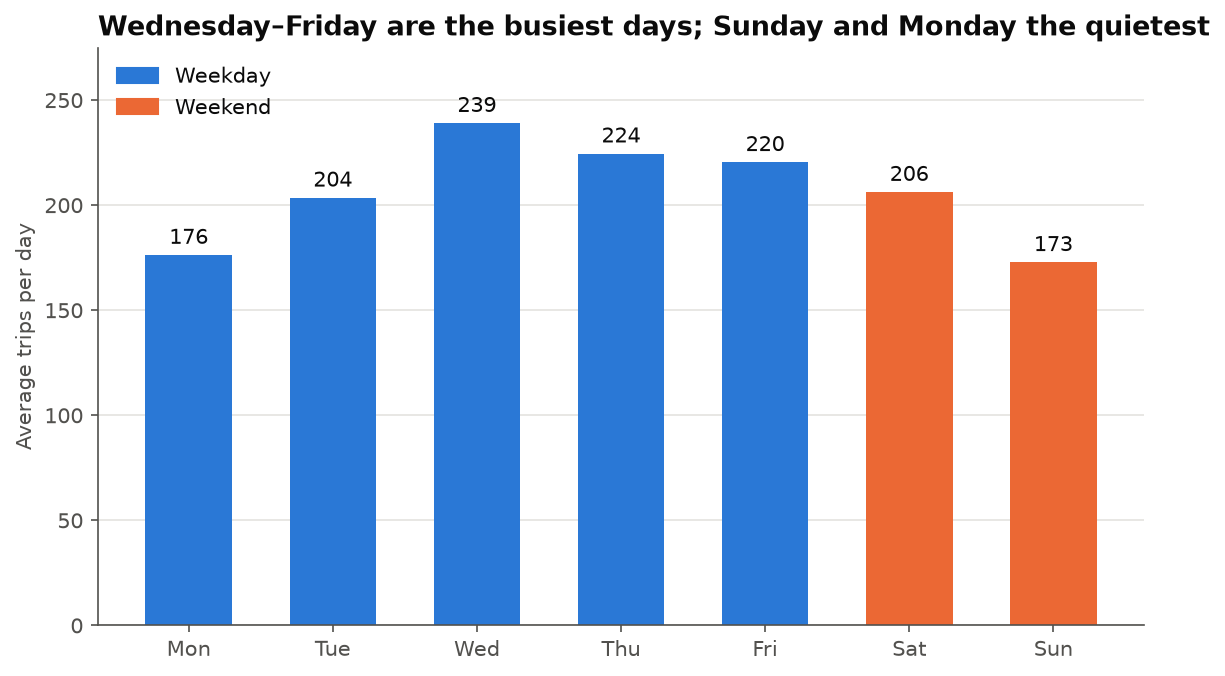 Wednesday–Friday are the busiest days; Sunday and Monday the quietest
Weekday
Weekend
Average trips per day
250
200
150
100
50
0
176
204
239
224
220
206
173
Mon
Tue
Wed
Thu
Fri
Sat
Sun